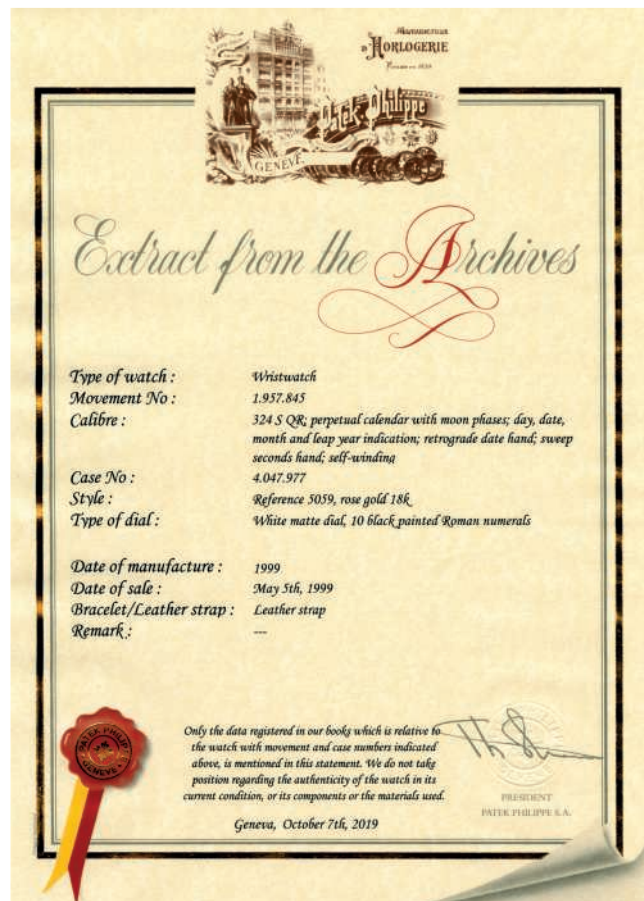 Manufacture
D'HORLOGERIE
Patek Philippe
GENÈVE
Extract from the Archives
Type of watch : Wristwatch
Movement No : 1.957.845
Calibre : 324 S QR; perpetual calendar with moon phases; day, date,
month and leap year indication; retrograde date hand; sweep
seconds hand; self-winding
Case No : 4.047.977
Style : Reference 5059, rose gold 18k
Type of dial : White matte dial, 10 black painted Roman numerals
Date of manufacture : 1999
Date of sale : May 5th, 1999
Bracelet/Leather strap : Leather strap
Remark : ---
Only the data registered in our books which is relative to
the watch with movement and case numbers indicated
above, is mentioned in this statement. We do not take
position regarding the authenticity of the watch in its
current condition, or its components or the materials used.
Geneva, October 7th, 2019
PATEK PHILIPPE
GENEVE
PRESIDENT
PATEK PHILIPPE S.A.